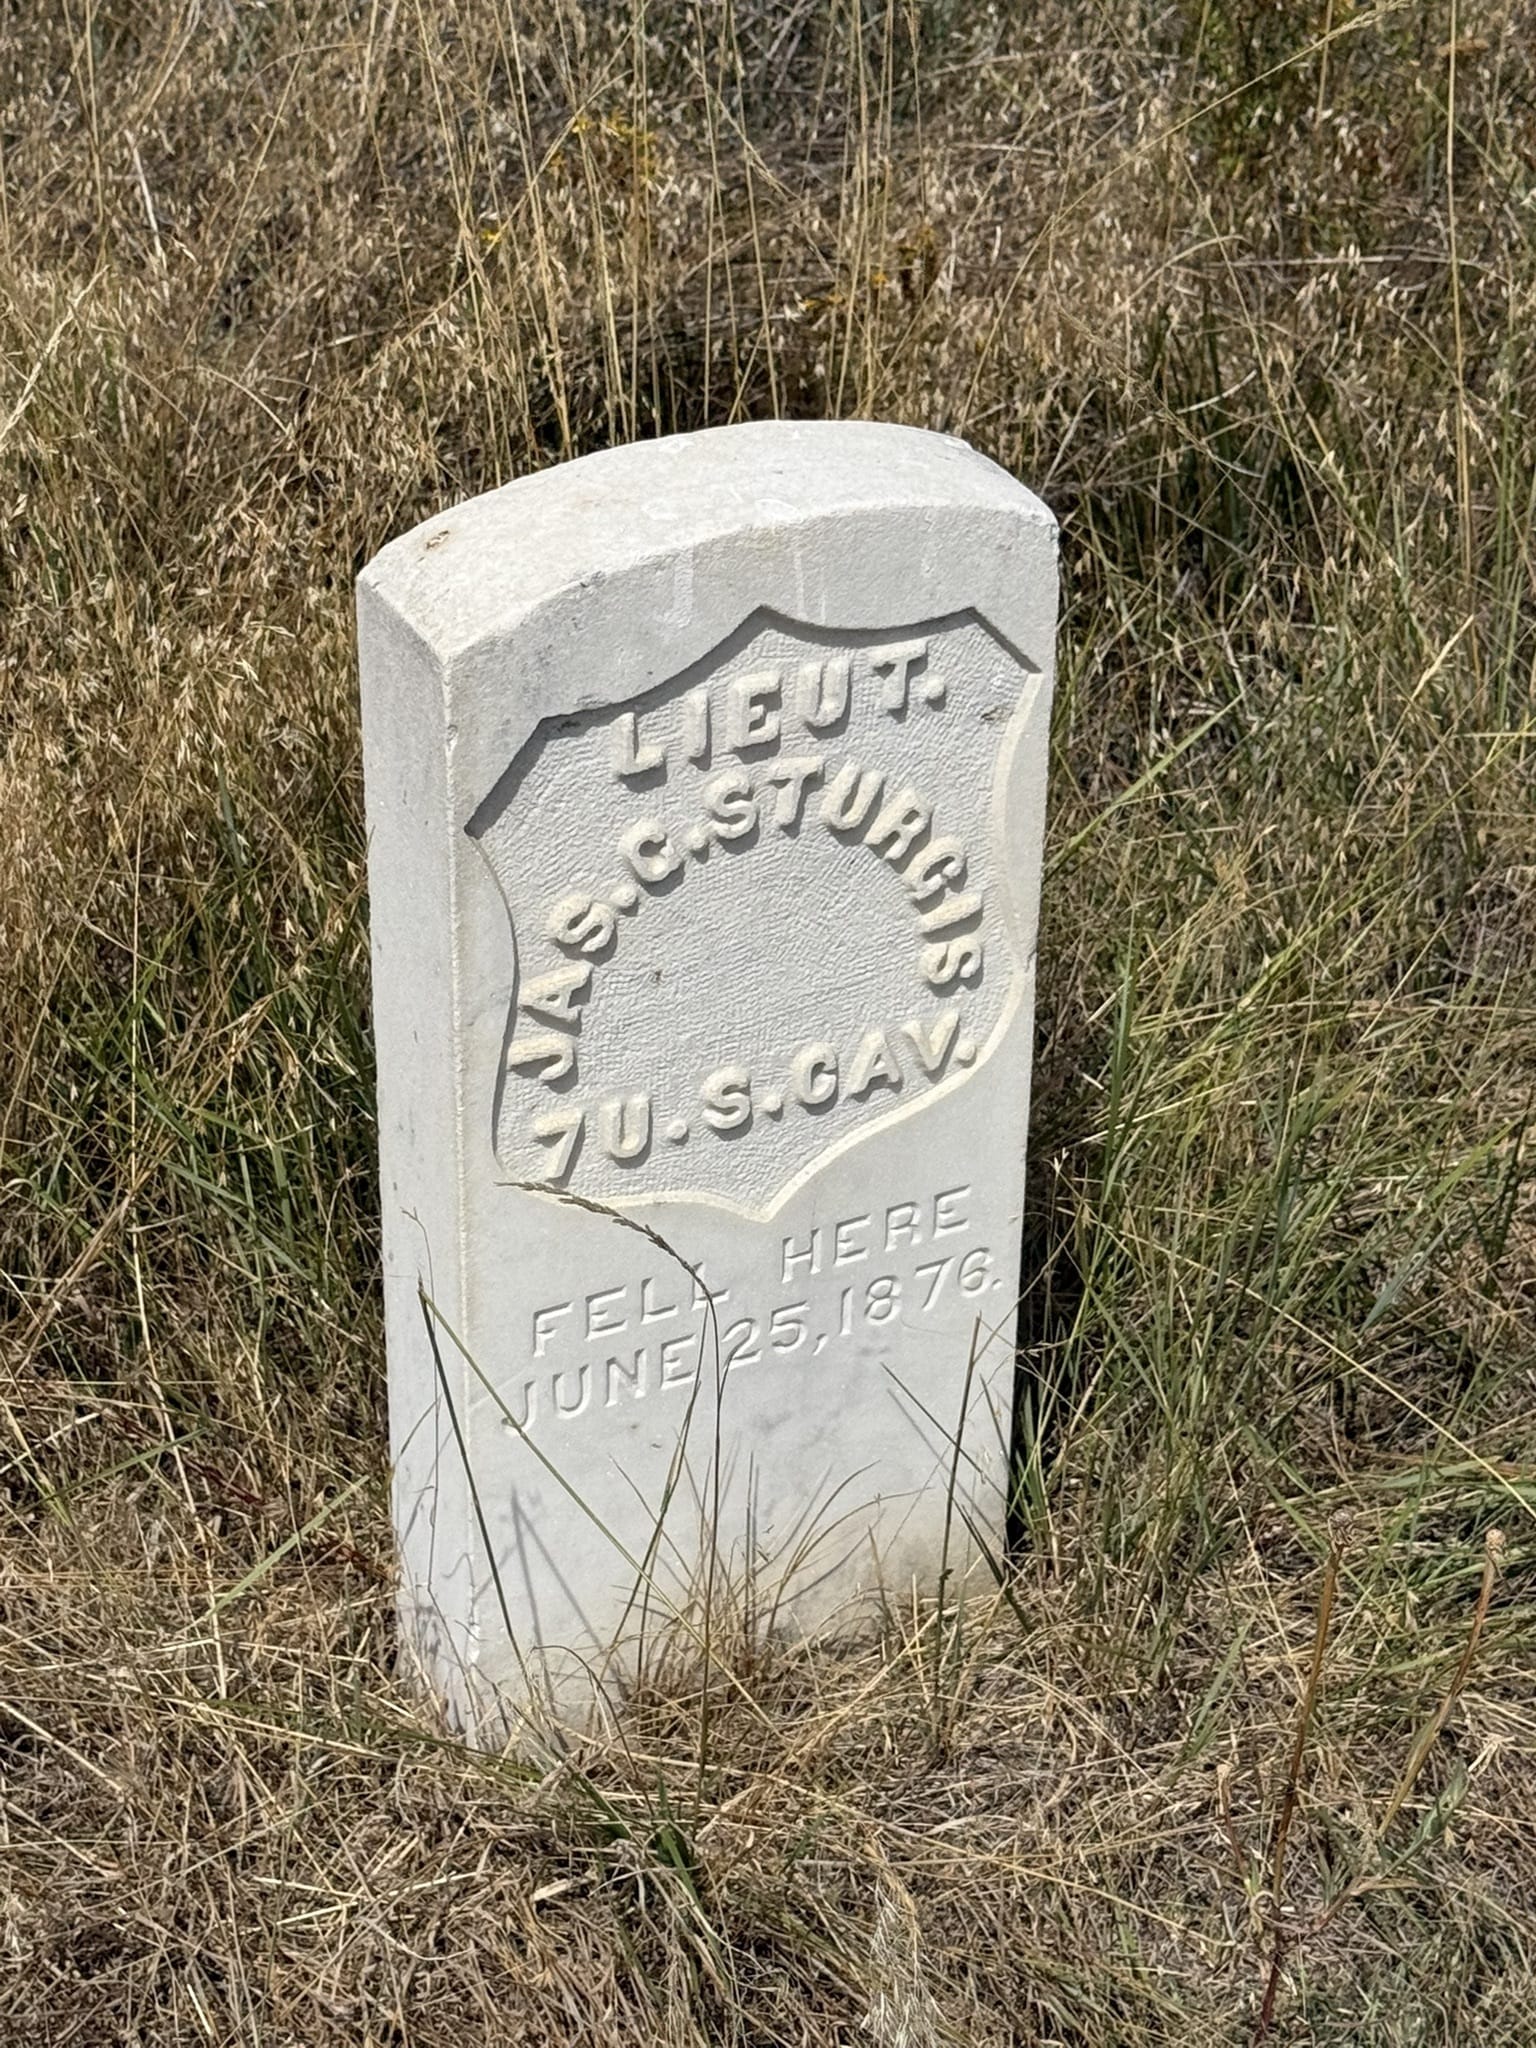 LIEUT.
JAS. G. STURGIS.
7 U. S. CAV.
FELL HERE
JUNE 25, 1876.